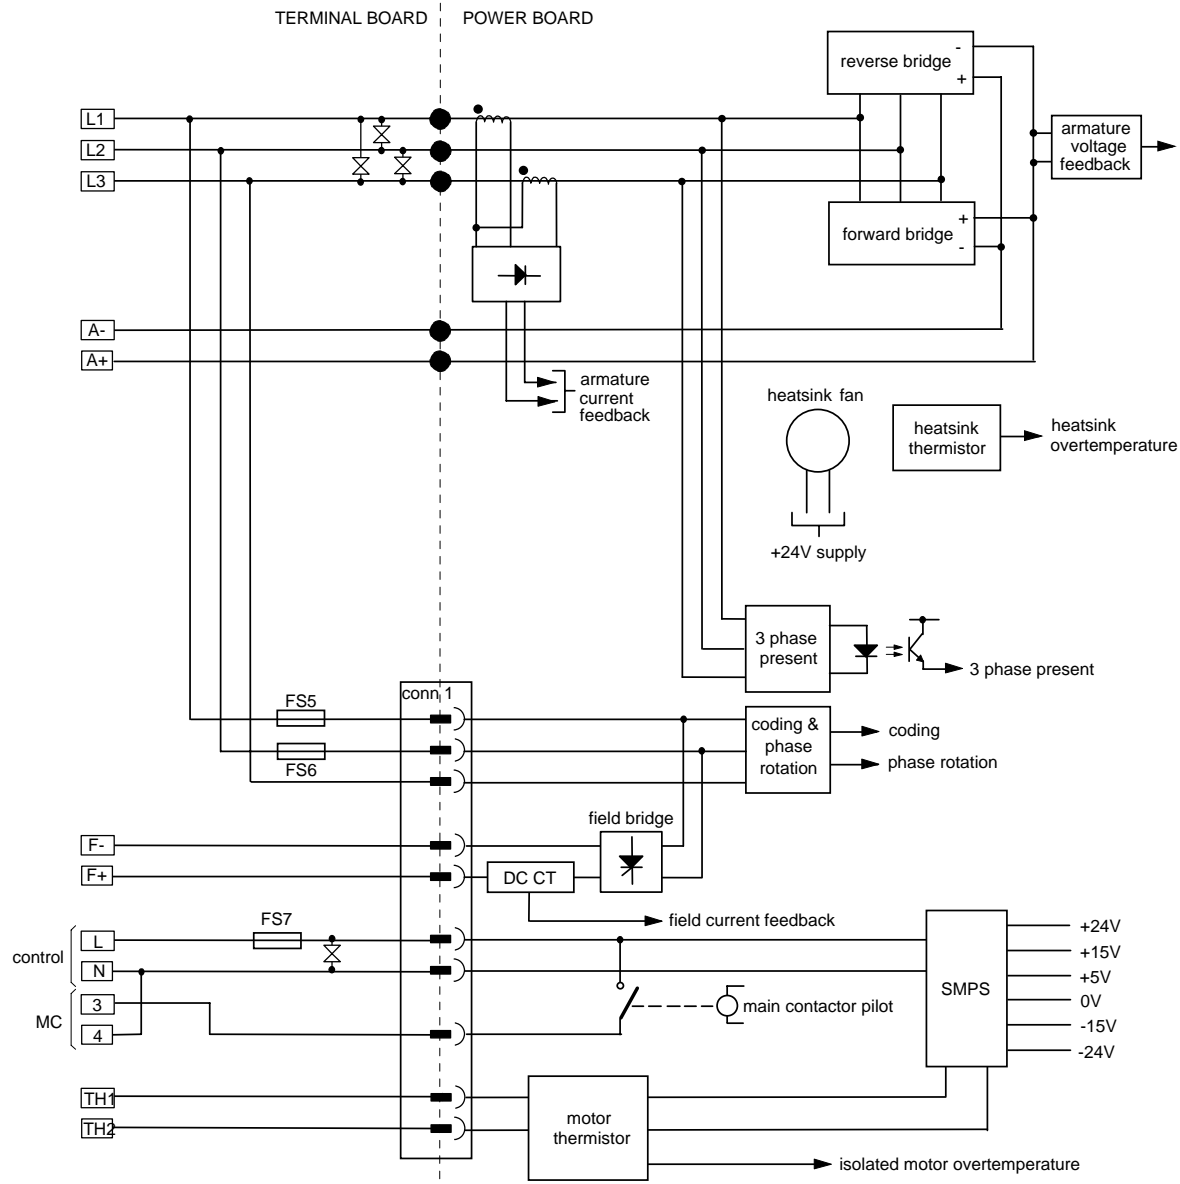 TERMINAL BOARD
POWER BOARD
reverse bridge
-
+
L1
L2
L3
armature
voltage
feedback
forward bridge
+
-
A-
A+
armature
current
feedback
heatsink fan
+24V supply
heatsink
thermistor
heatsink
overtemperature
3 phase
present
3 phase present
conn 1
FS5
FS6
coding &
phase
rotation
coding
phase rotation
field bridge
F-
F+
DC CT
field current feedback
FS7
control
L
N
MC
3
4
main contactor pilot
SMPS
+24V
+15V
+5V
0V
-15V
-24V
TH1
TH2
motor
thermistor
isolated motor overtemperature